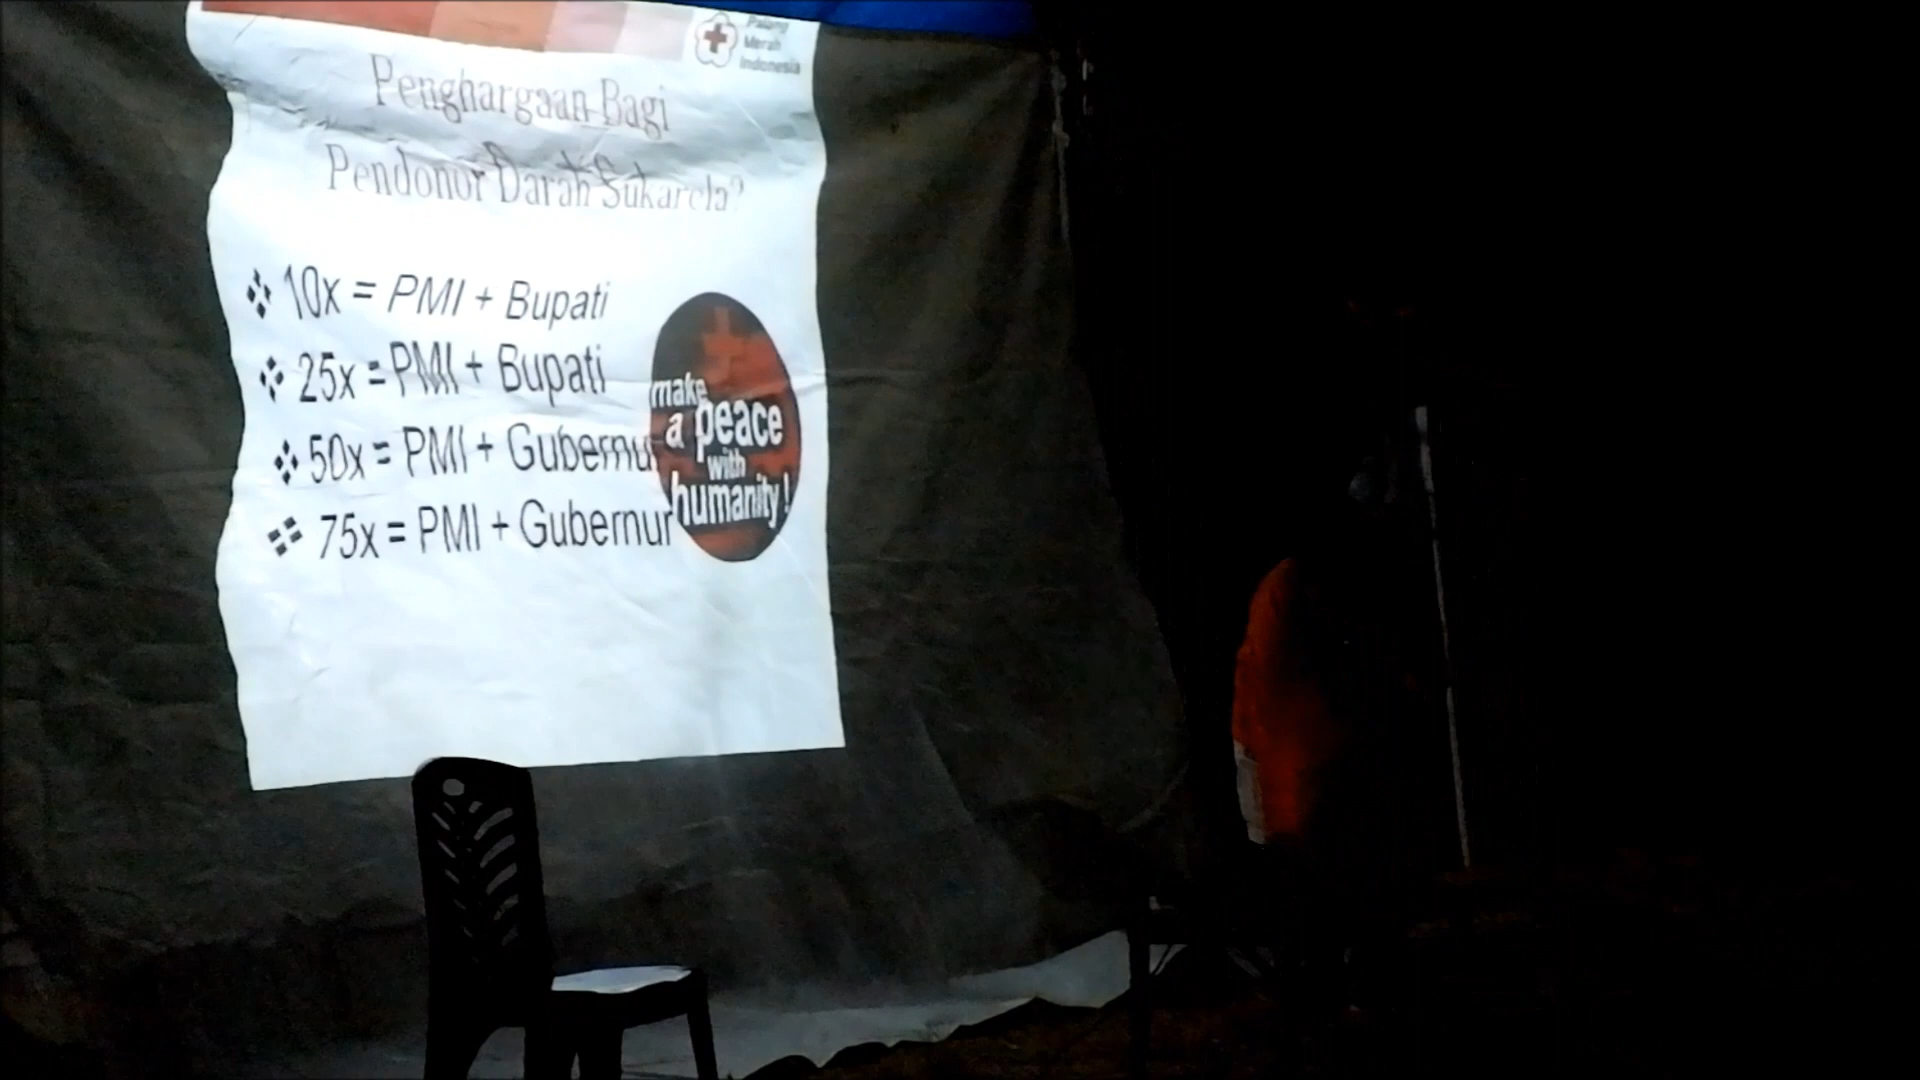 Palang
Merah
Indonesia
Penghargaan Bagi
Pendonor Darah Sukarela?
10x = PMI + Bupati
25x = PMI + Bupati
50x = PMI + Gubernur
75x = PMI + Gubernur
make
a peace
with
humanity!